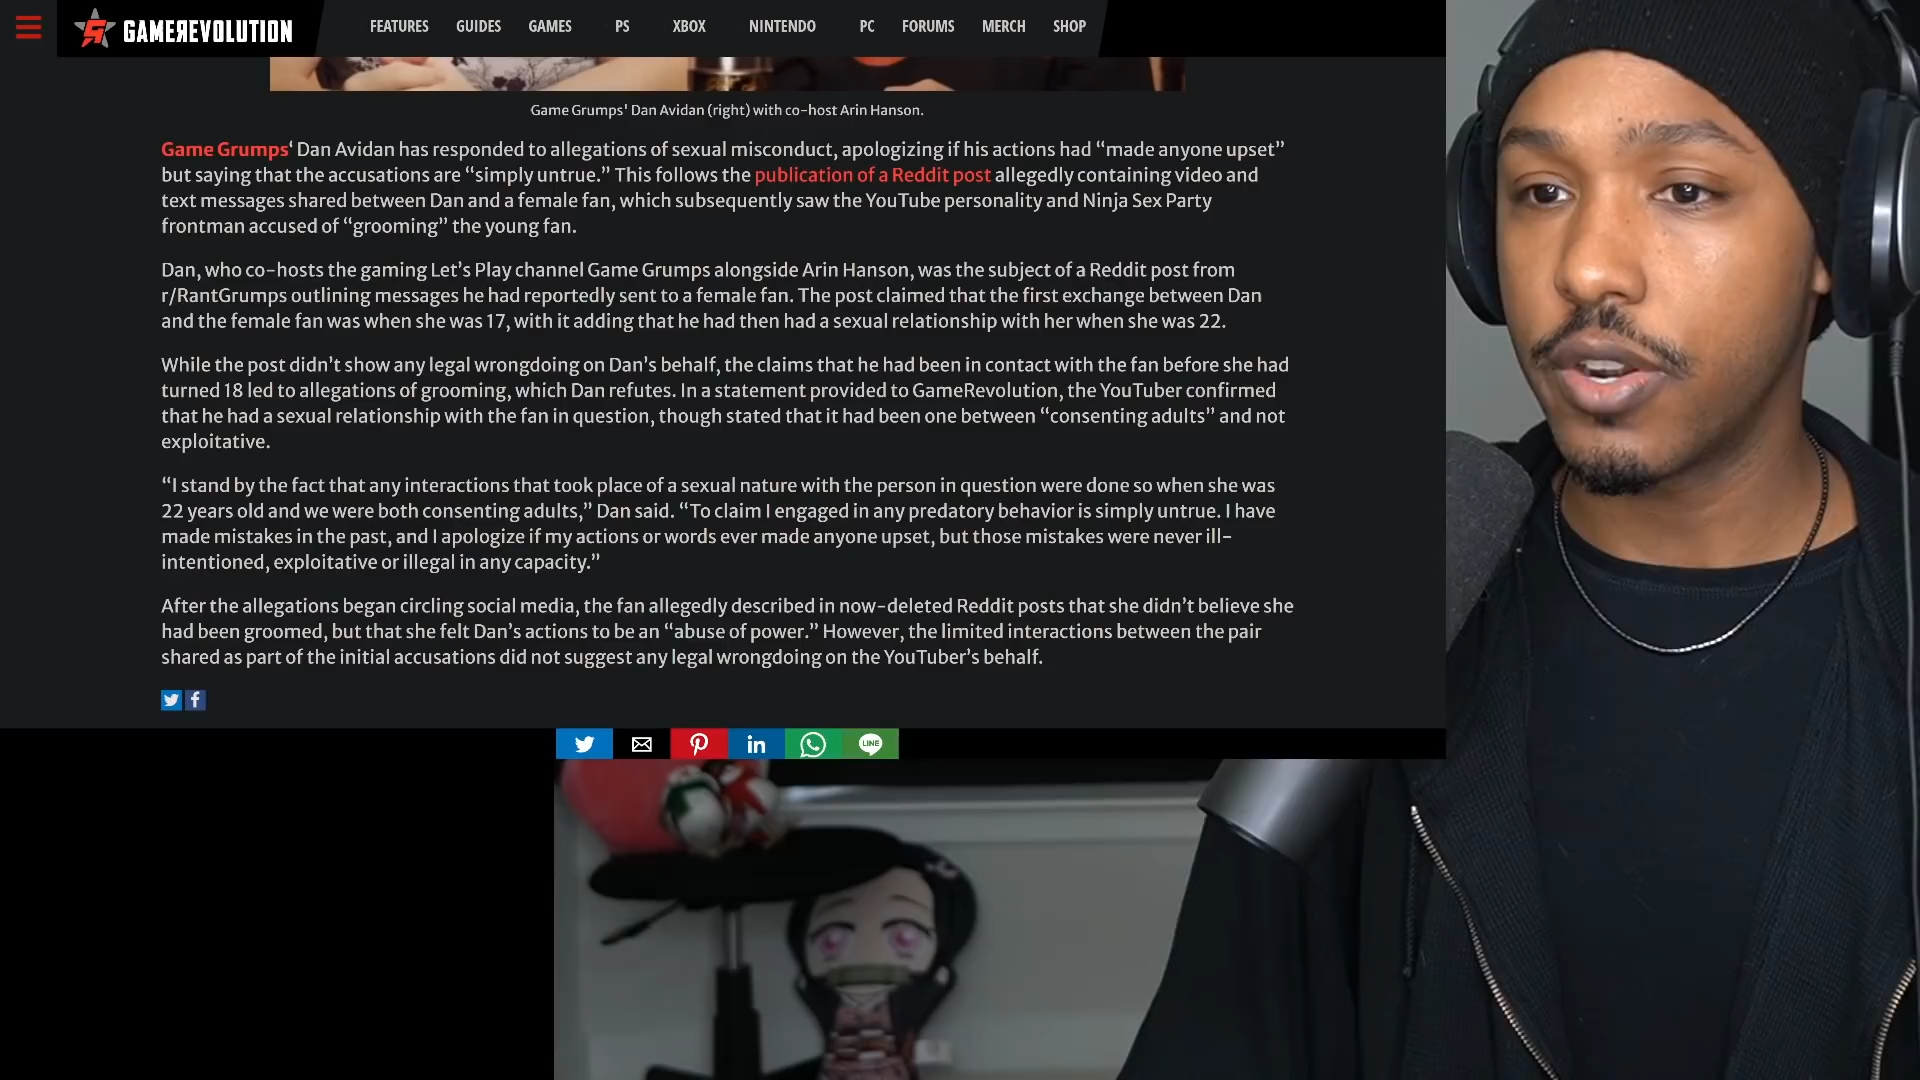 GAMEREVOLUTION
FEATURES GUIDES GAMES PS XBOX NINTENDO PC FORUMS MERCH SHOP
Game Grumps' Dan Avidan (right) with co-host Arin Hanson.
Game Grumps‘ Dan Avidan has responded to allegations of sexual misconduct, apologizing if his actions had “made anyone upset”
but saying that the accusations are “simply untrue.” This follows the publication of a Reddit post allegedly containing video and
text messages shared between Dan and a female fan, which subsequently saw the YouTube personality and Ninja Sex Party
frontman accused of “grooming” the young fan.
Dan, who co-hosts the gaming Let’s Play channel Game Grumps alongside Arin Hanson, was the subject of a Reddit post from
r/RantGrumps outlining messages he had reportedly sent to a female fan. The post claimed that the first exchange between Dan
and the female fan was when she was 17, with it adding that he had then had a sexual relationship with her when she was 22.
While the post didn’t show any legal wrongdoing on Dan’s behalf, the claims that he had been in contact with the fan before she had
turned 18 led to allegations of grooming, which Dan refutes. In a statement provided to GameRevolution, the YouTuber confirmed
that he had a sexual relationship with the fan in question, though stated that it had been one between “consenting adults” and not
exploitative.
“I stand by the fact that any interactions that took place of a sexual nature with the person in question were done so when she was
22 years old and we were both consenting adults,” Dan said. “To claim I engaged in any predatory behavior is simply untrue. I have
made mistakes in the past, and I apologize if my actions or words ever made anyone upset, but those mistakes were never ill-
intentioned, exploitative or illegal in any capacity.”
After the allegations began circling social media, the fan allegedly described in now-deleted Reddit posts that she didn’t believe she
had been groomed, but that she felt Dan’s actions to be an “abuse of power.” However, the limited interactions between the pair
shared as part of the initial accusations did not suggest any legal wrongdoing on the YouTuber’s behalf.
LINE